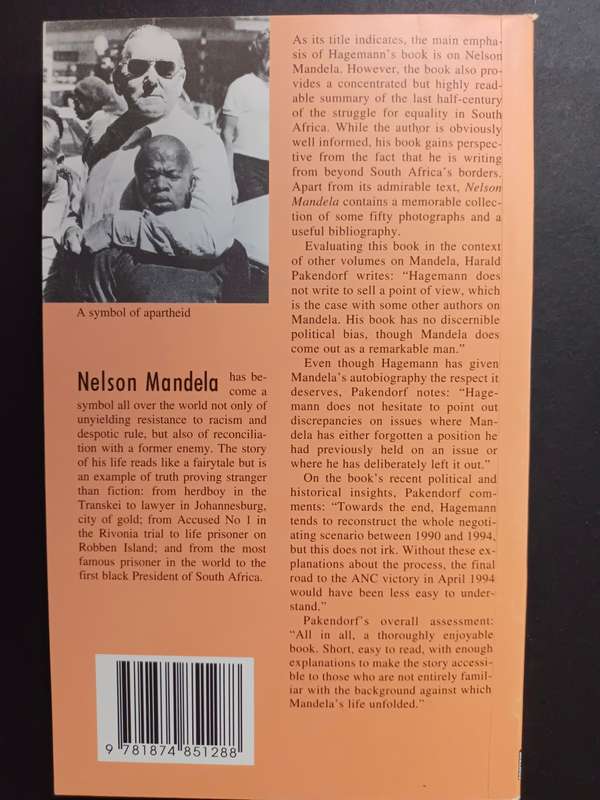 A symbol of apartheid
Nelson Mandela has be-
come a
symbol all over the world not only of
unyielding resistance to racism and
despotic rule, but also of reconcilia-
tion with a former enemy. The story
of his life reads like a fairytale but is
an example of truth proving stranger
than fiction: from herdboy in the
Transkei to lawyer in Johannesburg,
city of gold; from Accused No 1 in
the Rivonia trial to life prisoner on
Robben Island; and from the most
famous prisoner in the world to the
first black President of South Africa.
9 781874 851288
As its title indicates, the main empha-
sis of Hagemann's book is on Nelson
Mandela. However, the book also pro-
vides a concentrated but highly read-
able summary of the last half-century
of the struggle for equality in South
Africa. While the author is obviously
well informed, his book gains perspec-
tive from the fact that he is writing
from beyond South Africa's borders.
Apart from its admirable text, Nelson
Mandela contains a memorable collec-
tion of some fifty photographs and a
useful bibliography.
Evaluating this book in the context
of other volumes on Mandela, Harald
Pakendorf writes: "Hagemann does
not write to sell a point of view, which
is the case with some other authors on
Mandela. His book has no discernible
political bias, though Mandela does
come out as a remarkable man."
Even though Hagemann has given
Mandela's autobiography the respect it
deserves, Pakendorf notes: "Hage-
mann does not hesitate to point out
discrepancies on issues where Man-
dela has either forgotten a position he
had previously held on an issue or
where he has deliberately left it out."
On the book's recent political and
historical insights, Pakendorf com-
ments: "Towards the end, Hagemann
tends to reconstruct the whole negoti-
ating scenario between 1990 and 1994,
but this does not irk. Without these ex-
planations about the process, the final
road to the ANC victory in April 1994
would have been less easy to under-
stand."
Pakendorf's overall assessment:
"All in all, a thoroughly enjoyable
book. Short, easy to read, with enough
explanations to make the story accessi-
ble to those who are not entirely famil-
iar with the background against which
Mandela's life unfolded."